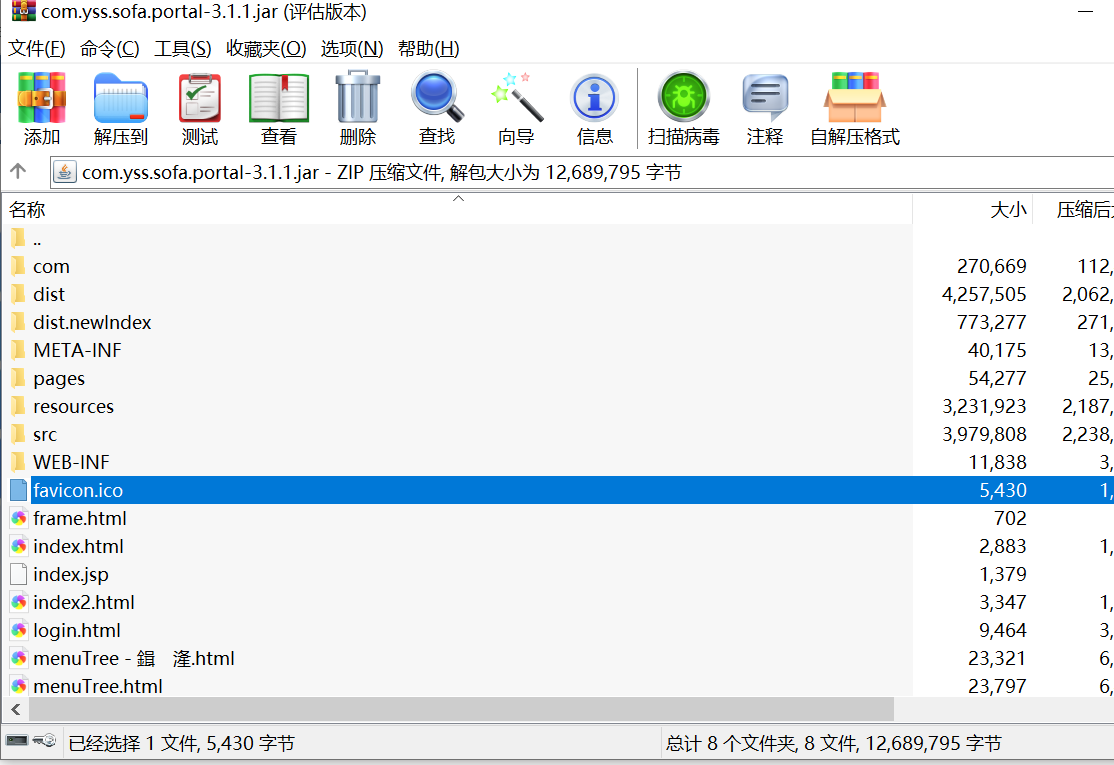 com.yss.sofa.portal-3.1.1.jar (评估版本)
文件(F) 命令(C) 工具(S) 收藏夹(O) 选项(N) 帮助(H)
添加 解压到 测试 查看 删除 查找 向导 信息 扫描病毒 注释 自解压格式
com.yss.sofa.portal-3.1.1.jar - ZIP 压缩文件, 解包大小为 12,689,795 字节
名称 大小 压缩后
..
com 270,669 112,
dist 4,257,505 2,062,
dist.newIndex 773,277 271,
META-INF 40,175 13,
pages 54,277 25,
resources 3,231,923 2,187,
src 3,979,808 2,238,
WEB-INF 11,838 3,
favicon.ico 5,430 1,
frame.html 702
index.html 2,883 1,
index.jsp 1,379
index2.html 3,347 1,
login.html 9,464 3,
menuTree - 鍓 漨.html 23,321 6,
menuTree.html 23,797 6,
已经选择 1 文件, 5,430 字节 总计 8 个文件夹, 8 文件, 12,689,795 字节